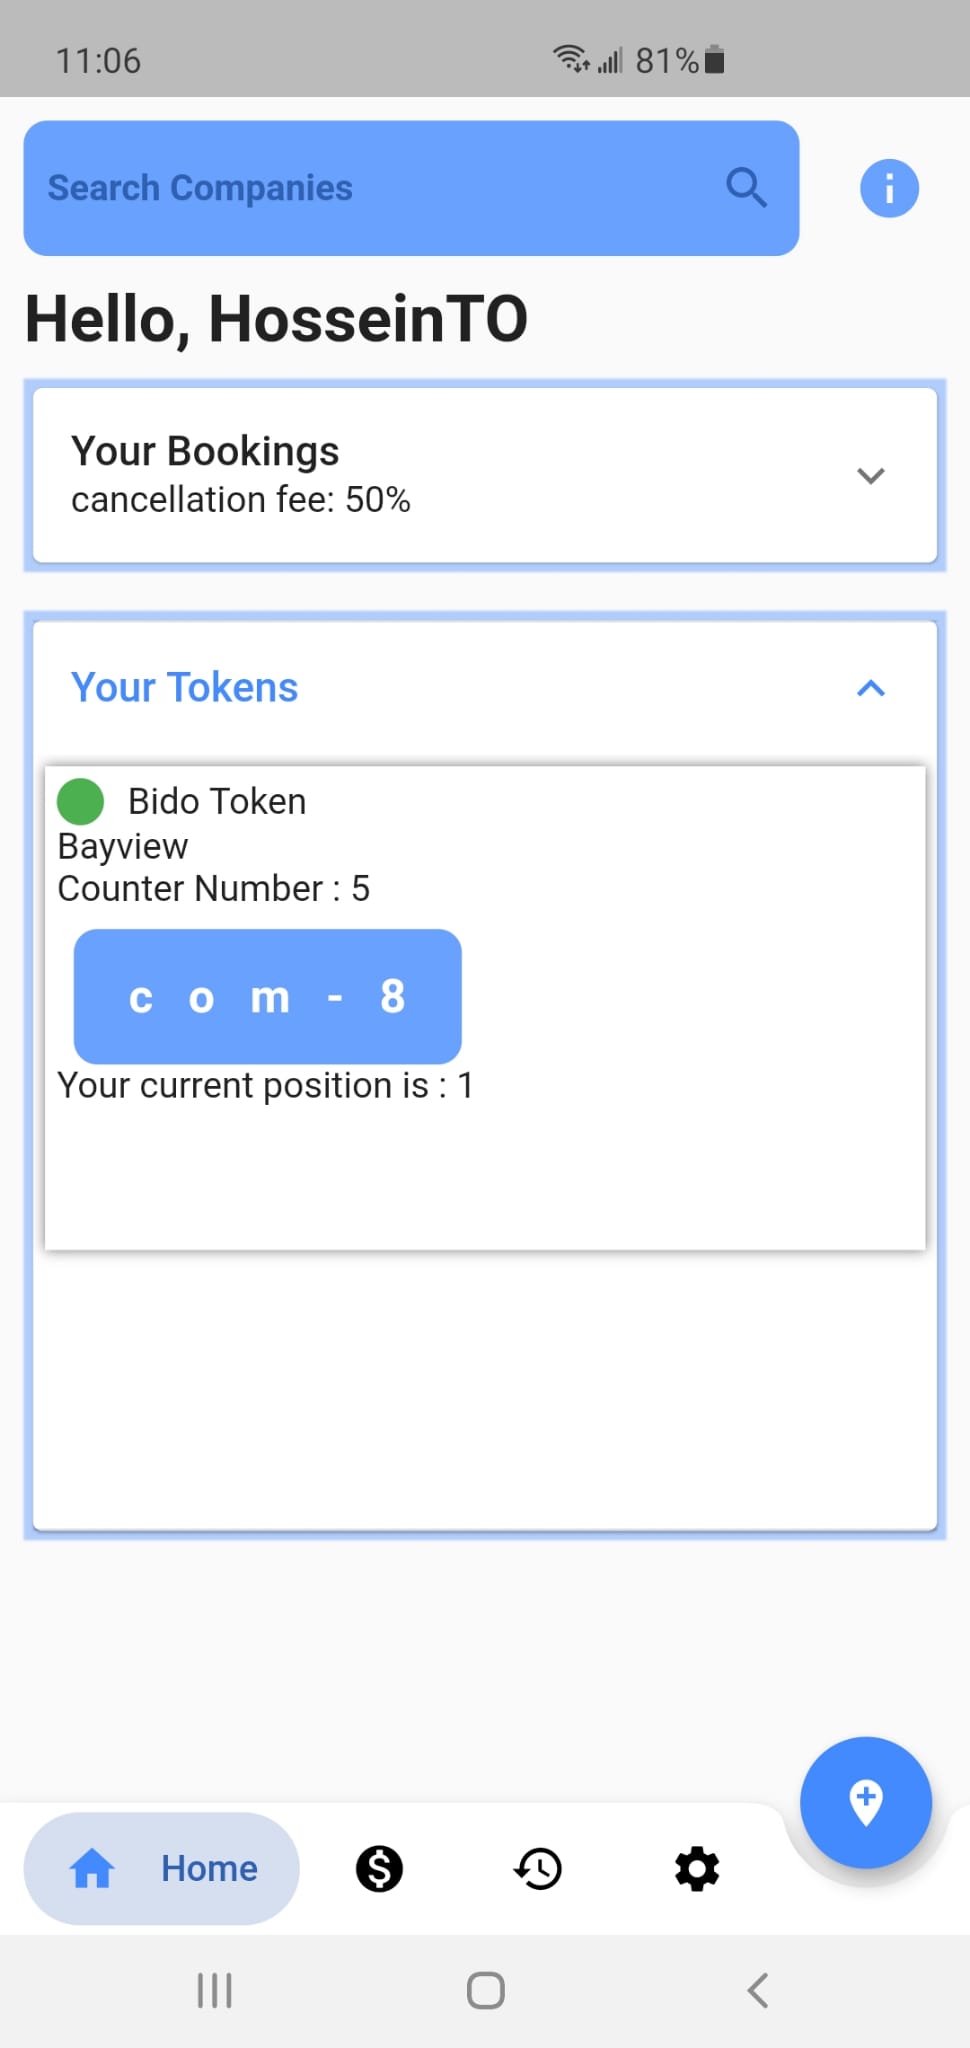 11:06 81%
Search Companies
Hello, HosseinTO
Your Bookings
cancellation fee: 50%
Your Tokens
Bido Token
Bayview
Counter Number : 5
c o m - 8
Your current position is : 1
Home